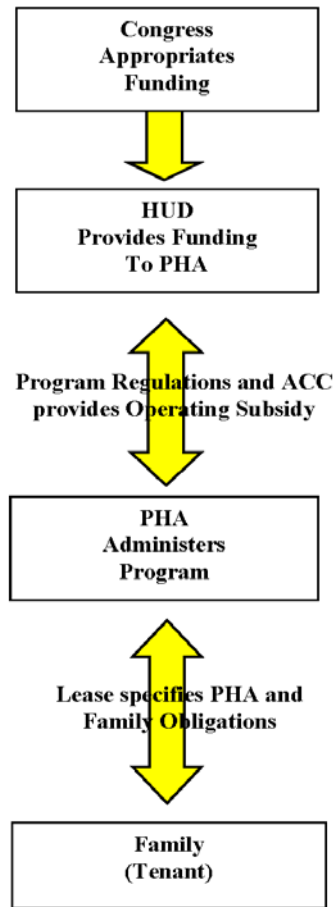 Congress
Appropriates
Funding
HUD
Provides Funding
To PHA
Program Regulations and ACC
provides Operating Subsidy
PHA
Administers
Program
Lease specifies PHA and
Family Obligations
Family
(Tenant)